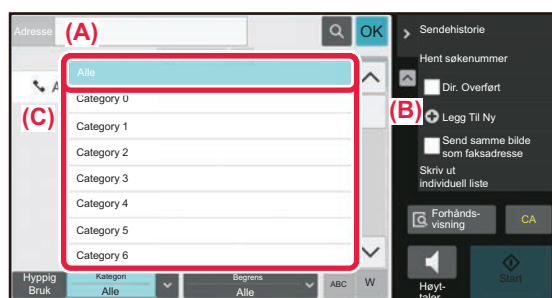 Adresse
(A)
OK
Alle
A
(C)
Category 0
Category 1
Category 2
Category 3
Category 4
Category 5
Category 6
Hyppig
Bruk
Kategori
Alle
Begrens
Alle
ABC
W
Sendehistorie
Hent søkenummer
Dir. Overført
(B)
Legg Til Ny
Send samme bilde
som faksadresse
Skriv ut
individuell liste
Forhånds-
visning
CA
Høyt-
taler
Start